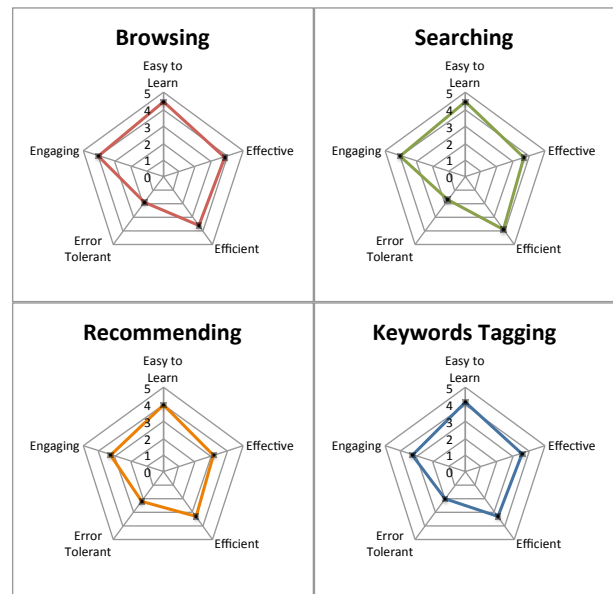 Browsing
Easy to
Learn
5
4
3
2
1
0
Effective
Efficient
Error
Tolerant
Engaging
Searching
Easy to
Learn
5
4
3
2
1
0
Effective
Efficient
Error
Tolerant
Engaging
Recommending
Easy to
Learn
5
4
3
2
1
0
Effective
Efficient
Error
Tolerant
Engaging
Keywords Tagging
Easy to
Learn
5
4
3
2
1
0
Effective
Efficient
Error
Tolerant
Engaging